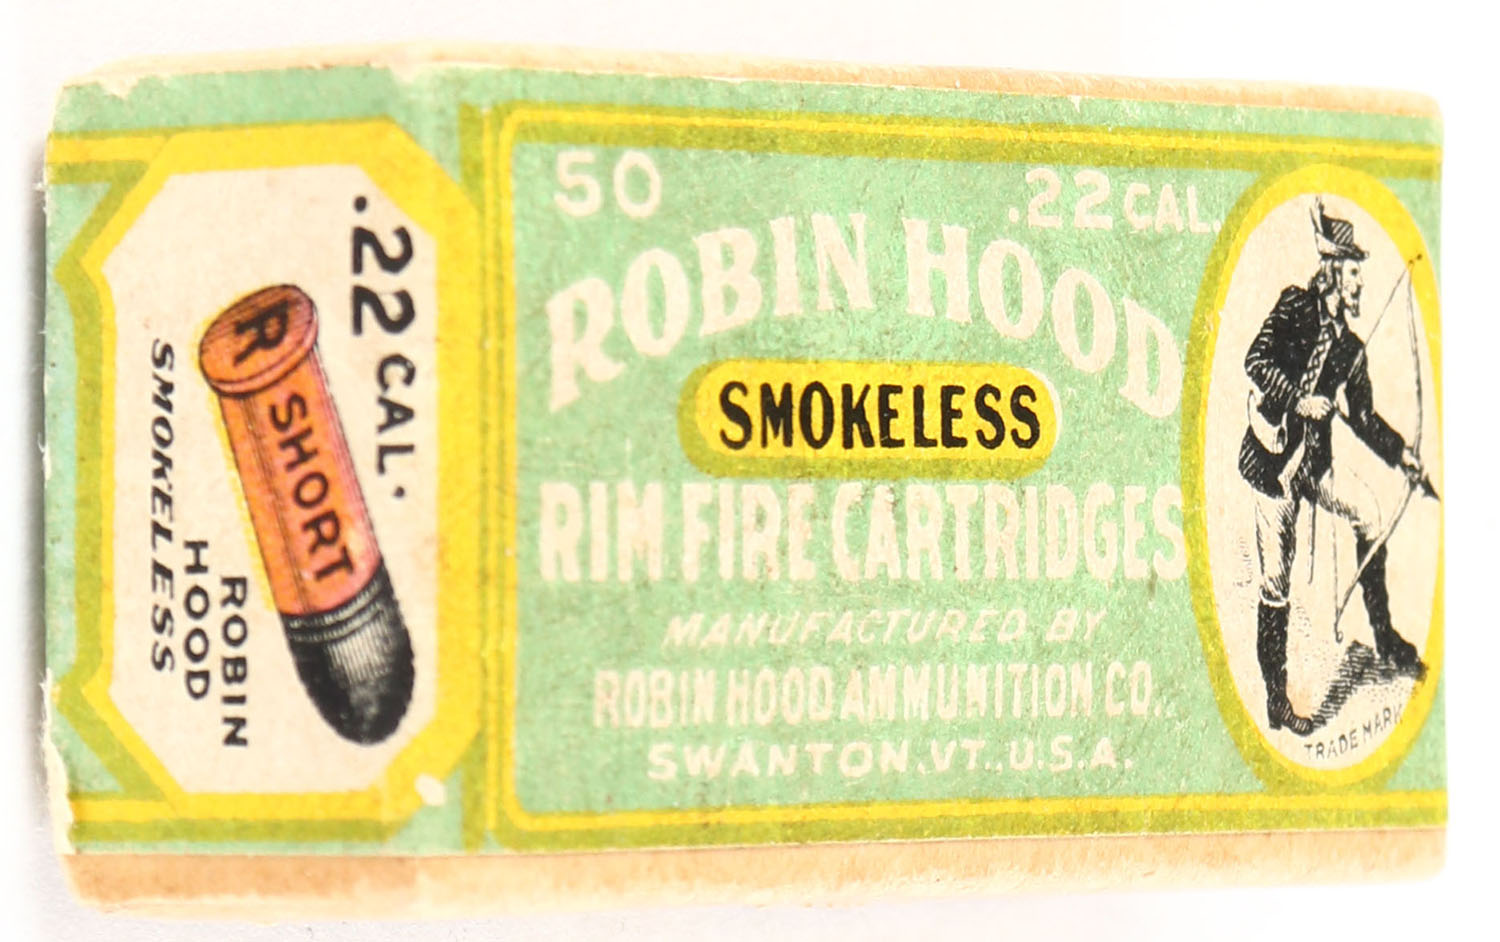 .22 CAL.
R SHORT
ROBIN
HOOD
SMOKELESS
50 .22 CAL.
ROBIN HOOD
SMOKELESS
RIM FIRE CARTRIDGES
MANUFACTURED BY
ROBIN HOOD AMMUNITION CO.
SWANTON, VT., U.S.A.
TRADE MARK